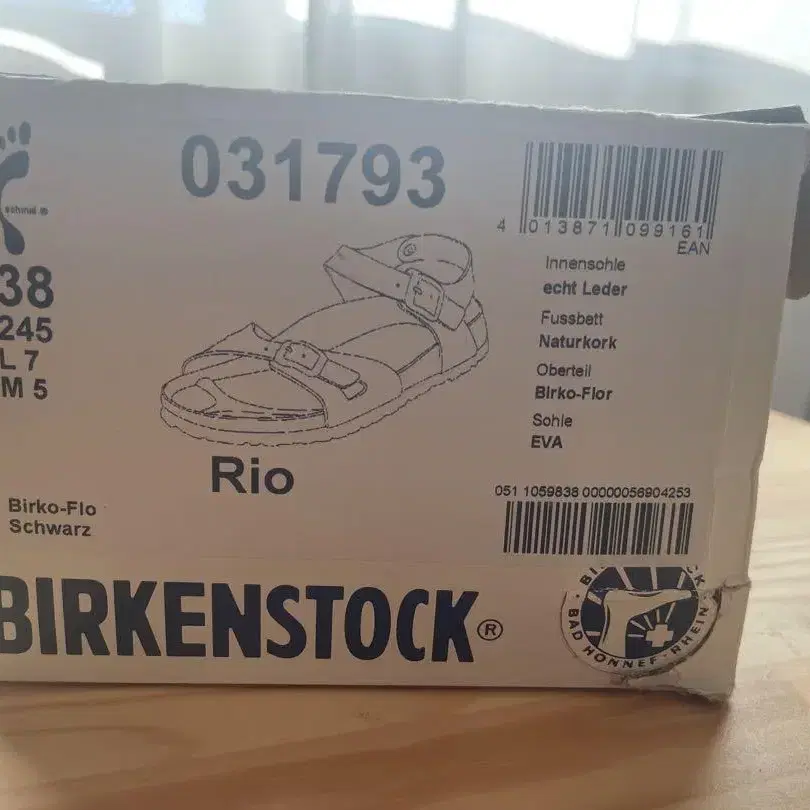 031793
4 013871 099161
EAN
38
245
L 7
M 5
Innensohle
echt Leder
Fussbett
Naturkork
Oberteil
Birko-Flor
Sohle
EVA
Rio
Birko-Flo
Schwarz
051 1059838 00000056904253
BIRKENSTOCK®
BAD HONNEF - RHEIN